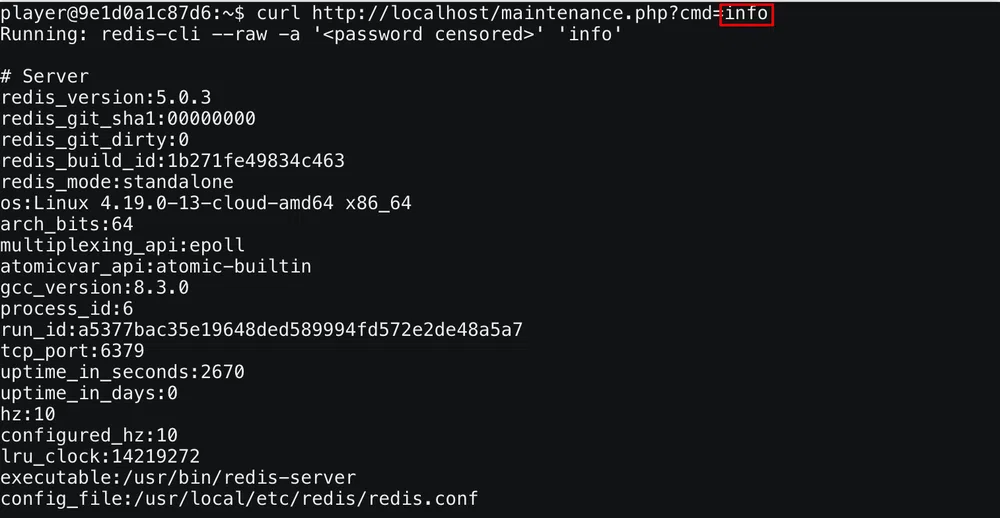 player@9e1d0a1c87d6:~$ curl http://localhost/maintenance.php?cmd=info
Running: redis-cli --raw -a '<password censored>' 'info'
# Server
redis_version:5.0.3
redis_git_sha1:00000000
redis_git_dirty:0
redis_build_id:1b271fe49834c463
redis_mode:standalone
os:Linux 4.19.0-13-cloud-amd64 x86_64
arch_bits:64
multiplexing_api:epoll
atomicvar_api:atomic-builtin
gcc_version:8.3.0
process_id:6
run_id:a5377bac35e19648ded589994fd572e2de48a5a7
tcp_port:6379
uptime_in_seconds:2670
uptime_in_days:0
hz:10
configured_hz:10
lru_clock:14219272
executable:/usr/bin/redis-server
config_file:/usr/local/etc/redis/redis.conf